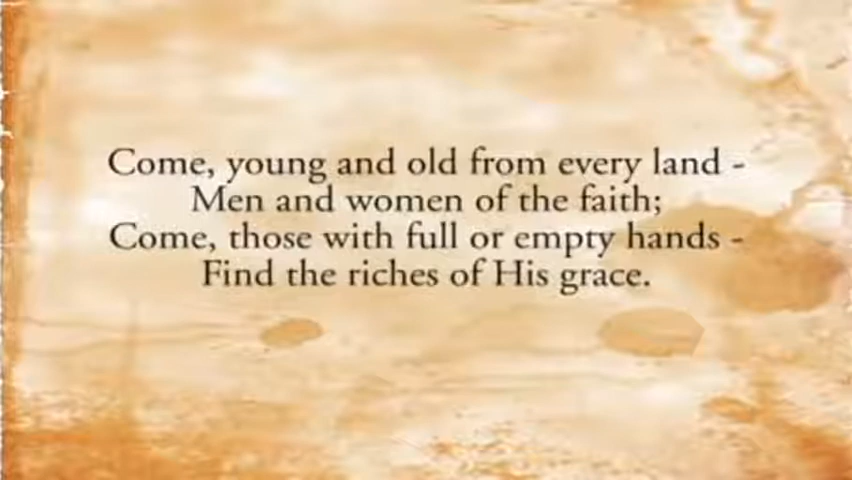 Come, young and old from every land -
Men and women of the faith;
Come, those with full or empty hands -
Find the riches of His grace.